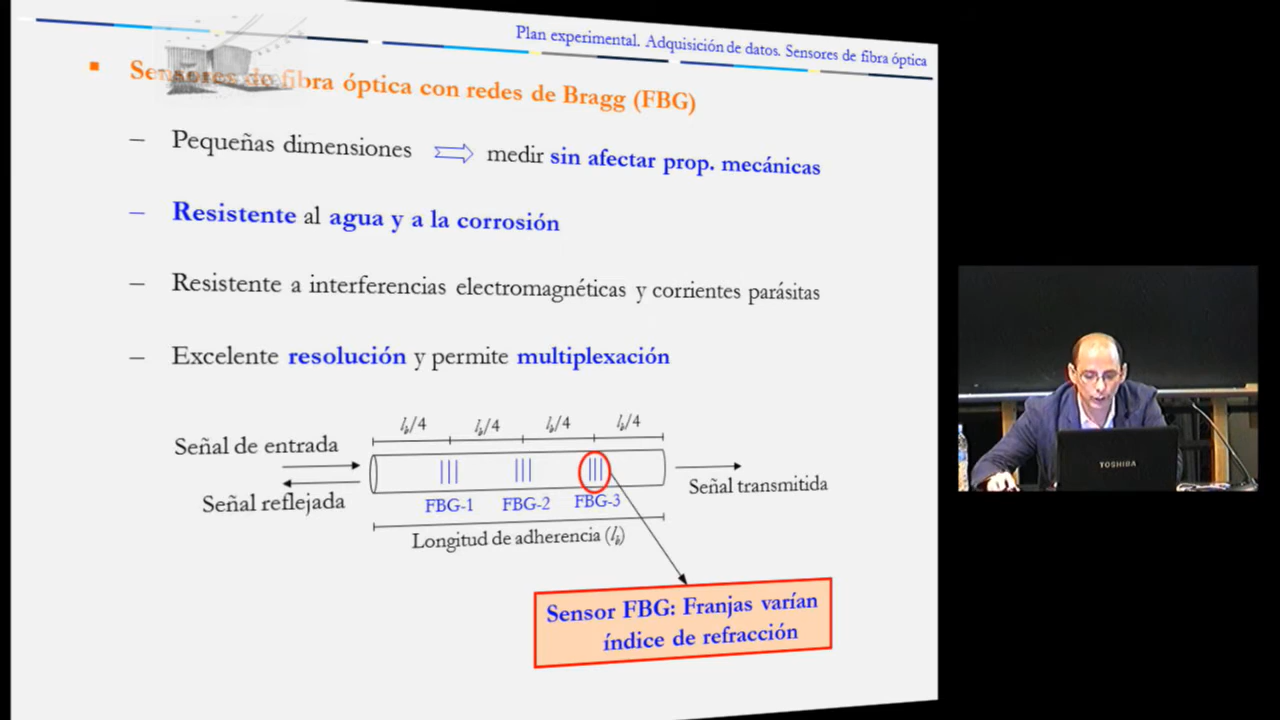 Plan experimental. Adquisición de datos. Sensores de fibra óptica
Sensores de fibra óptica con redes de Bragg (FBG)
– Pequeñas dimensiones ⇨ medir sin afectar prop. mecánicas
– Resistente al agua y a la corrosión
– Resistente a interferencias electromagnéticas y corrientes parásitas
– Excelente resolución y permite multiplexación
l_b/4 l_b/4 l_b/4 l_b/4
Señal de entrada
Señal reflejada
Señal transmitida
FBG-1 FBG-2 FBG-3
Longitud de adherencia (l_b)
Sensor FBG: Franjas varían
índice de refracción
TOSHIBA